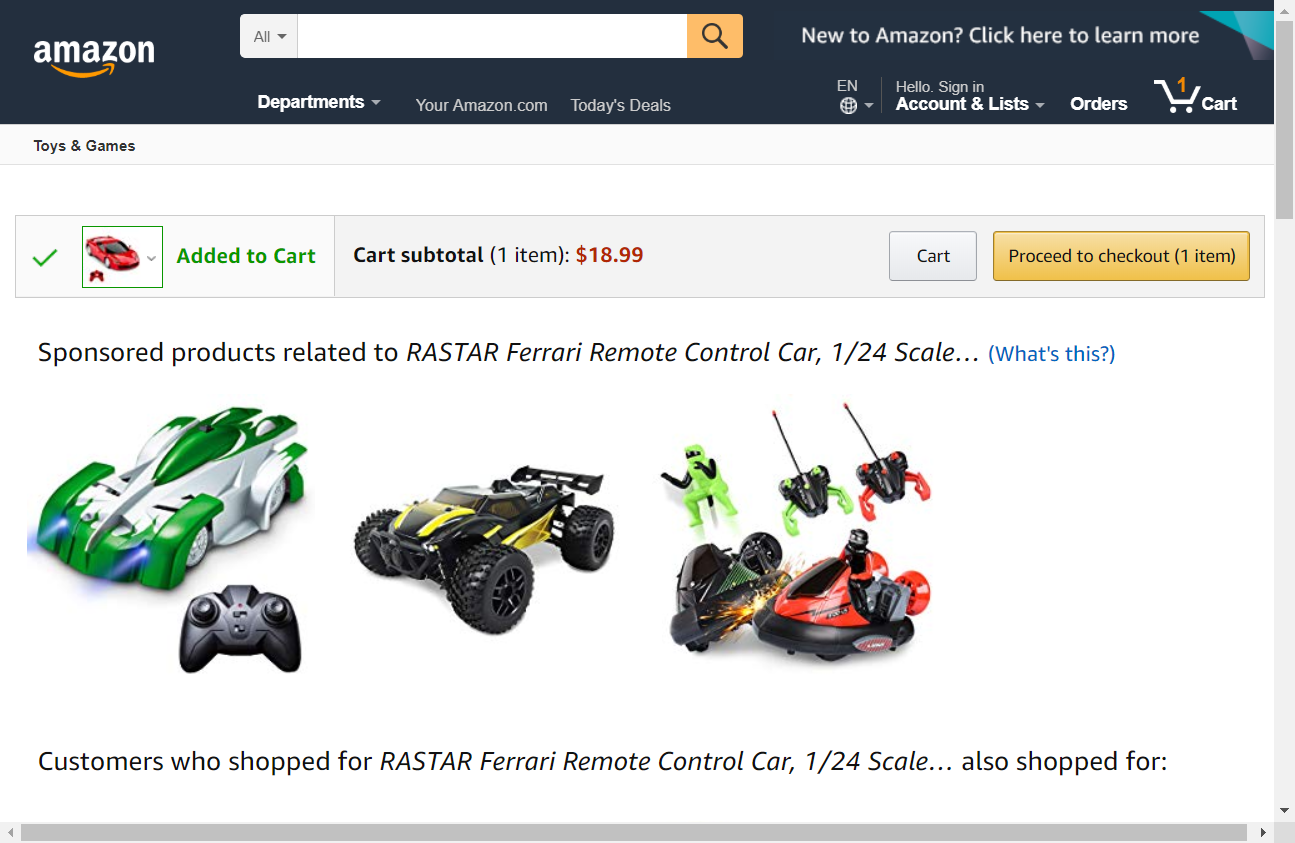 amazon
All
New to Amazon? Click here to learn more
Departments
Your Amazon.com
Today's Deals
EN
Hello. Sign in
Account & Lists
Orders
1
Cart
Toys & Games
Added to Cart
Cart subtotal (1 item): $18.99
Cart
Proceed to checkout (1 item)
Sponsored products related to RASTAR Ferrari Remote Control Car, 1/24 Scale… (What's this?)
Customers who shopped for RASTAR Ferrari Remote Control Car, 1/24 Scale… also shopped for: